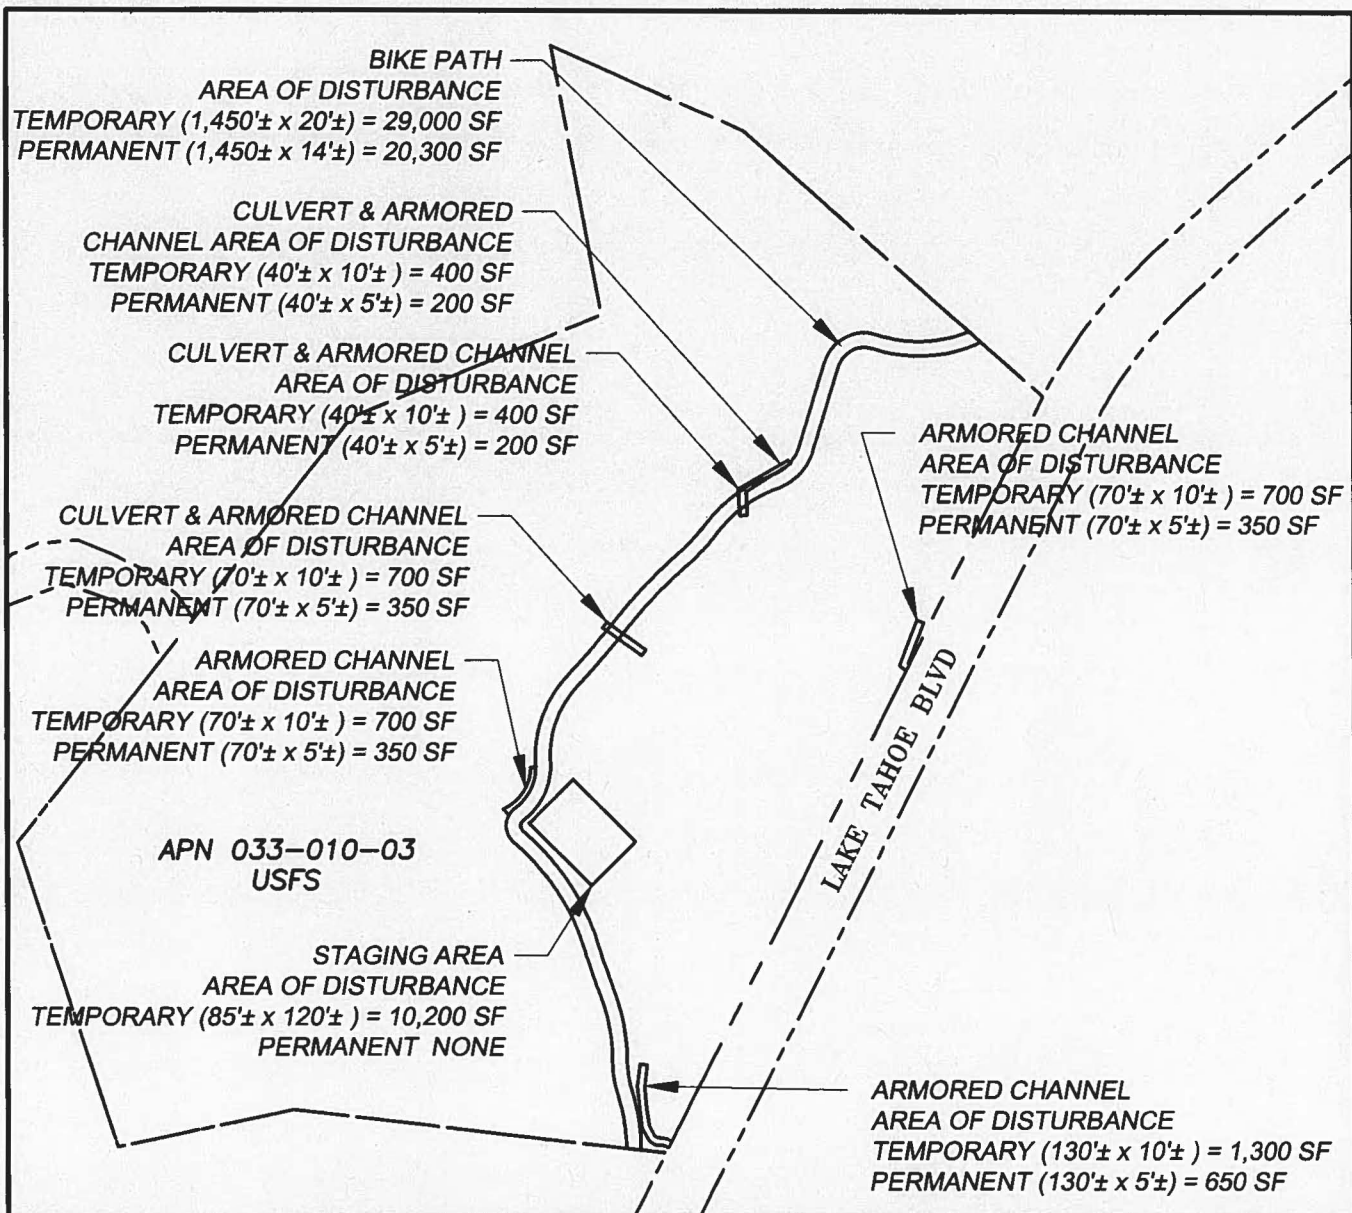 BIKE PATH
AREA OF DISTURBANCE
TEMPORARY (1,450'± x 20'±) = 29,000 SF
PERMANENT (1,450± x 14'±) = 20,300 SF
CULVERT & ARMORED
CHANNEL AREA OF DISTURBANCE
TEMPORARY (40'± x 10'± ) = 400 SF
PERMANENT (40'± x 5'±) = 200 SF
CULVERT & ARMORED CHANNEL
AREA OF DISTURBANCE
TEMPORARY (40'± x 10'± ) = 400 SF
PERMANENT (40'± x 5'±) = 200 SF
ARMORED CHANNEL
AREA OF DISTURBANCE
TEMPORARY (70'± x 10'± ) = 700 SF
PERMANENT (70'± x 5'±) = 350 SF
CULVERT & ARMORED CHANNEL
AREA OF DISTURBANCE
TEMPORARY (70'± x 10'± ) = 700 SF
PERMANENT (70'± x 5'±) = 350 SF
ARMORED CHANNEL
AREA OF DISTURBANCE
TEMPORARY (70'± x 10'± ) = 700 SF
PERMANENT (70'± x 5'±) = 350 SF
LAKE TAHOE BLVD
APN 033-010-03
USFS
STAGING AREA
AREA OF DISTURBANCE
TEMPORARY (85'± x 120'± ) = 10,200 SF
PERMANENT NONE
ARMORED CHANNEL
AREA OF DISTURBANCE
TEMPORARY (130'± x 10'± ) = 1,300 SF
PERMANENT (130'± x 5'±) = 650 SF